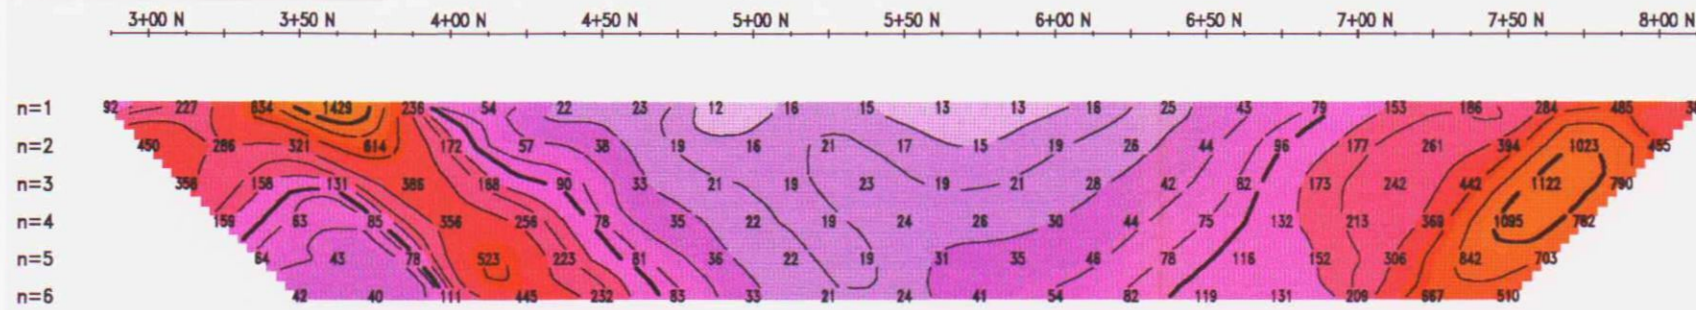 3+00 N 3+50 N 4+00 N 4+50 N 5+00 N 5+50 N 6+00 N 6+50 N 7+00 N 7+50 N 8+00 N
n=1 92 227 634 1429 236 54 22 23 12 16 15 13 13 16 25 43 79 153 186 284 485
n=2 450 286 321 614 172 57 38 19 16 21 17 15 19 26 44 96 177 261 394 1023 495
n=3 356 158 131 386 168 90 33 21 19 23 19 21 28 42 82 173 242 442 1122 790
n=4 159 63 85 356 256 78 35 22 19 24 26 30 44 75 132 213 369 1095 782
n=5 64 43 78 523 223 81 36 22 19 31 35 46 78 116 152 306 842 703
n=6 42 40 111 445 232 83 33 21 24 41 54 82 119 131 209 667 510